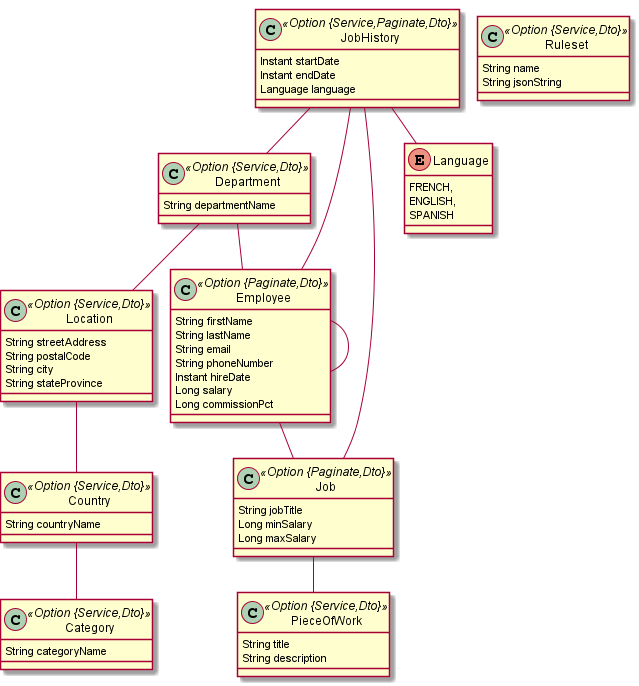 C «Option {Service,Paginate,Dto}»
JobHistory
Instant startDate
Instant endDate
Language language
C «Option {Service,Dto}»
Ruleset
String name
String jsonString
C «Option {Service,Dto}»
Department
String departmentName
E Language
FRENCH,
ENGLISH,
SPANISH
C «Option {Service,Dto}»
Location
String streetAddress
String postalCode
String city
String stateProvince
C «Option {Paginate,Dto}»
Employee
String firstName
String lastName
String email
String phoneNumber
Instant hireDate
Long salary
Long commissionPct
C «Option {Service,Dto}»
Country
String countryName
C «Option {Paginate,Dto}»
Job
String jobTitle
Long minSalary
Long maxSalary
C «Option {Service,Dto}»
Category
String categoryName
C «Option {Service,Dto}»
PieceOfWork
String title
String description